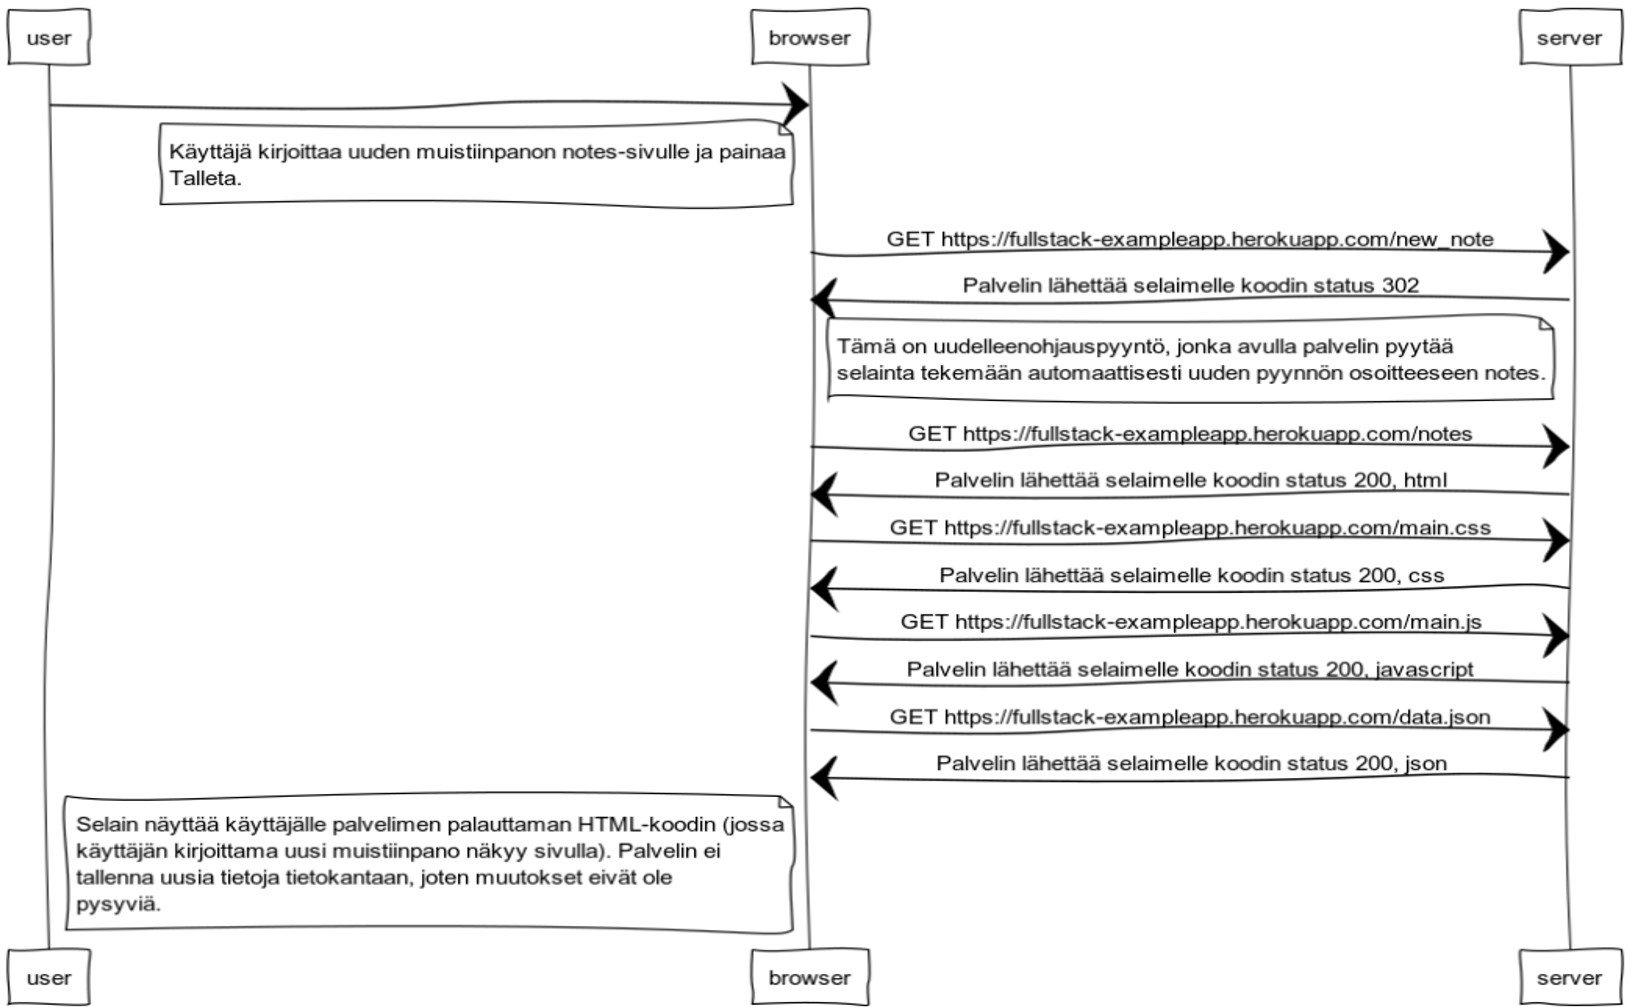 user browser server
Käyttäjä kirjoittaa uuden muistiinpanon notes-sivulle ja painaa
Talleta.
GET https://fullstack-exampleapp.herokuapp.com/new_note
Palvelin lähettää selaimelle koodin status 302
Tämä on uudelleenohjauspyyntö, jonka avulla palvelin pyytää
selainta tekemään automaattisesti uuden pyynnön osoitteeseen notes.
GET https://fullstack-exampleapp.herokuapp.com/notes
Palvelin lähettää selaimelle koodin status 200, html
GET https://fullstack-exampleapp.herokuapp.com/main.css
Palvelin lähettää selaimelle koodin status 200, css
GET https://fullstack-exampleapp.herokuapp.com/main.js
Palvelin lähettää selaimelle koodin status 200, javascript
GET https://fullstack-exampleapp.herokuapp.com/data.json
Palvelin lähettää selaimelle koodin status 200, json
Selain näyttää käyttäjälle palvelimen palauttaman HTML-koodin (jossa
käyttäjän kirjoittama uusi muistiinpano näkyy sivulla). Palvelin ei
tallenna uusia tietoja tietokantaan, joten muutokset eivät ole
pysyviä.
user browser server